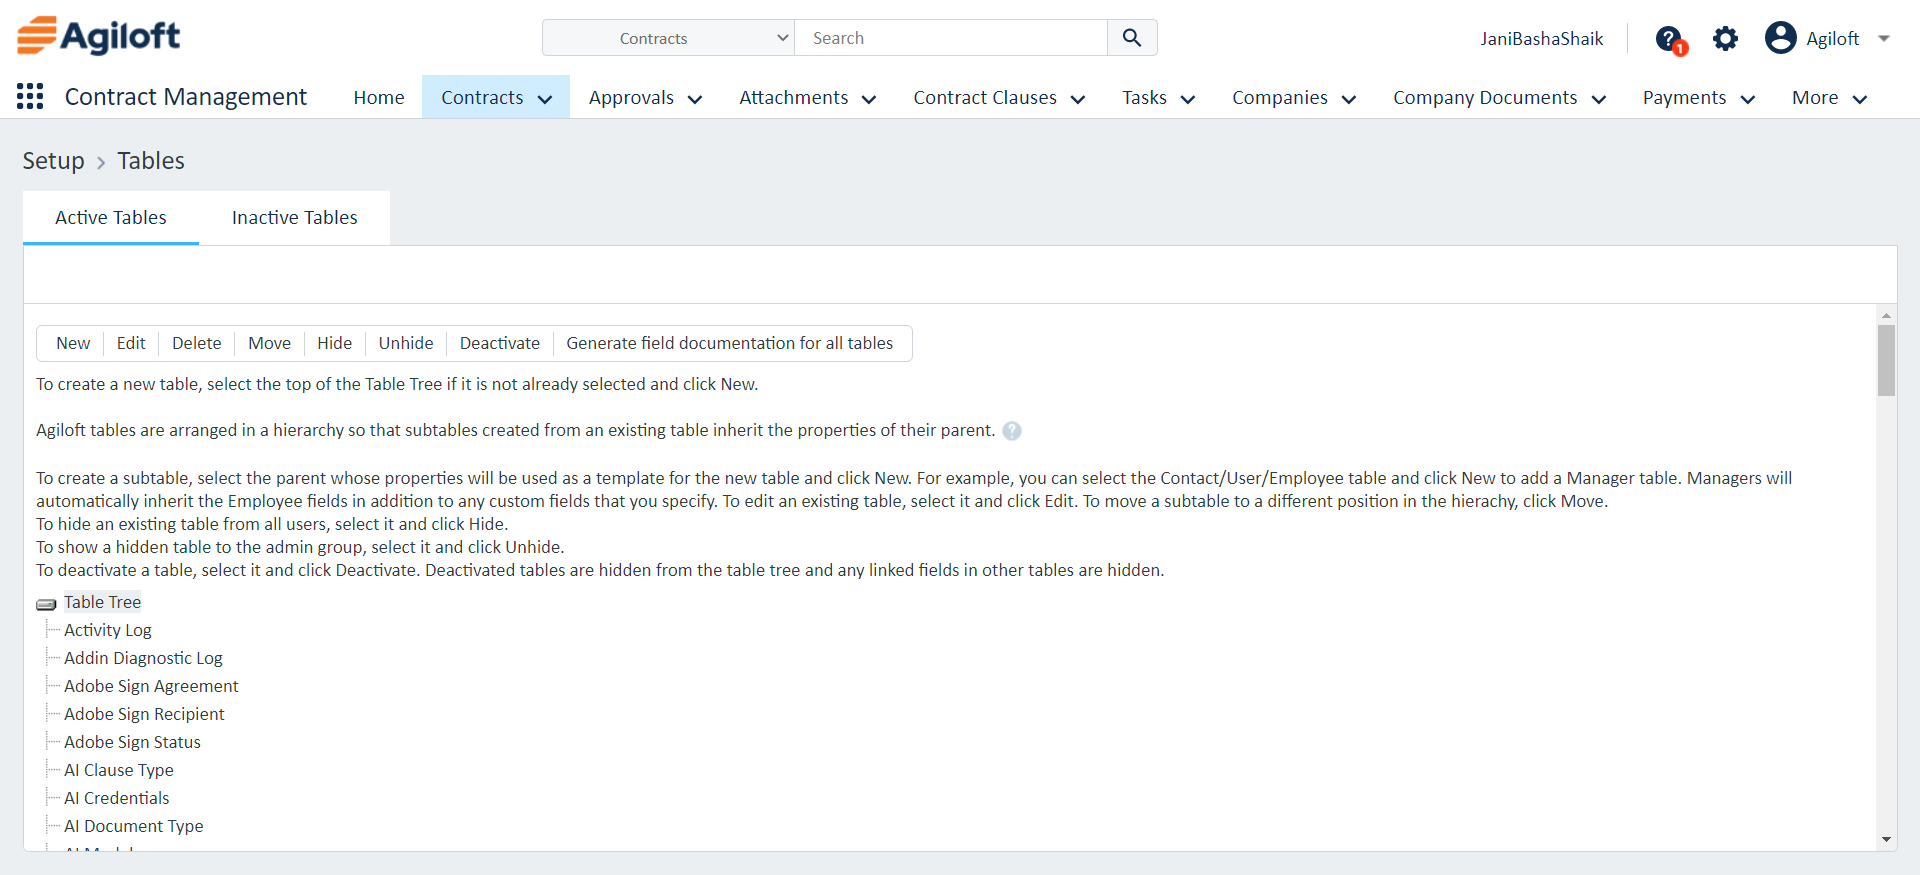 Agiloft
Contracts
Search
JaniBashaShaik
1
Agiloft
Contract Management
Home
Contracts
Approvals
Attachments
Contract Clauses
Tasks
Companies
Company Documents
Payments
More
Setup > Tables
Active Tables
Inactive Tables
New
Edit
Delete
Move
Hide
Unhide
Deactivate
Generate field documentation for all tables
To create a new table, select the top of the Table Tree if it is not already selected and click New.
Agiloft tables are arranged in a hierarchy so that subtables created from an existing table inherit the properties of their parent. ?
To create a subtable, select the parent whose properties will be used as a template for the new table and click New. For example, you can select the Contact/User/Employee table and click New to add a Manager table. Managers will
automatically inherit the Employee fields in addition to any custom fields that you specify. To edit an existing table, select it and click Edit. To move a subtable to a different position in the hierachy, click Move.
To hide an existing table from all users, select it and click Hide.
To show a hidden table to the admin group, select it and click Unhide.
To deactivate a table, select it and click Deactivate. Deactivated tables are hidden from the table tree and any linked fields in other tables are hidden.
Table Tree
Activity Log
Addin Diagnostic Log
Adobe Sign Agreement
Adobe Sign Recipient
Adobe Sign Status
AI Clause Type
AI Credentials
AI Document Type